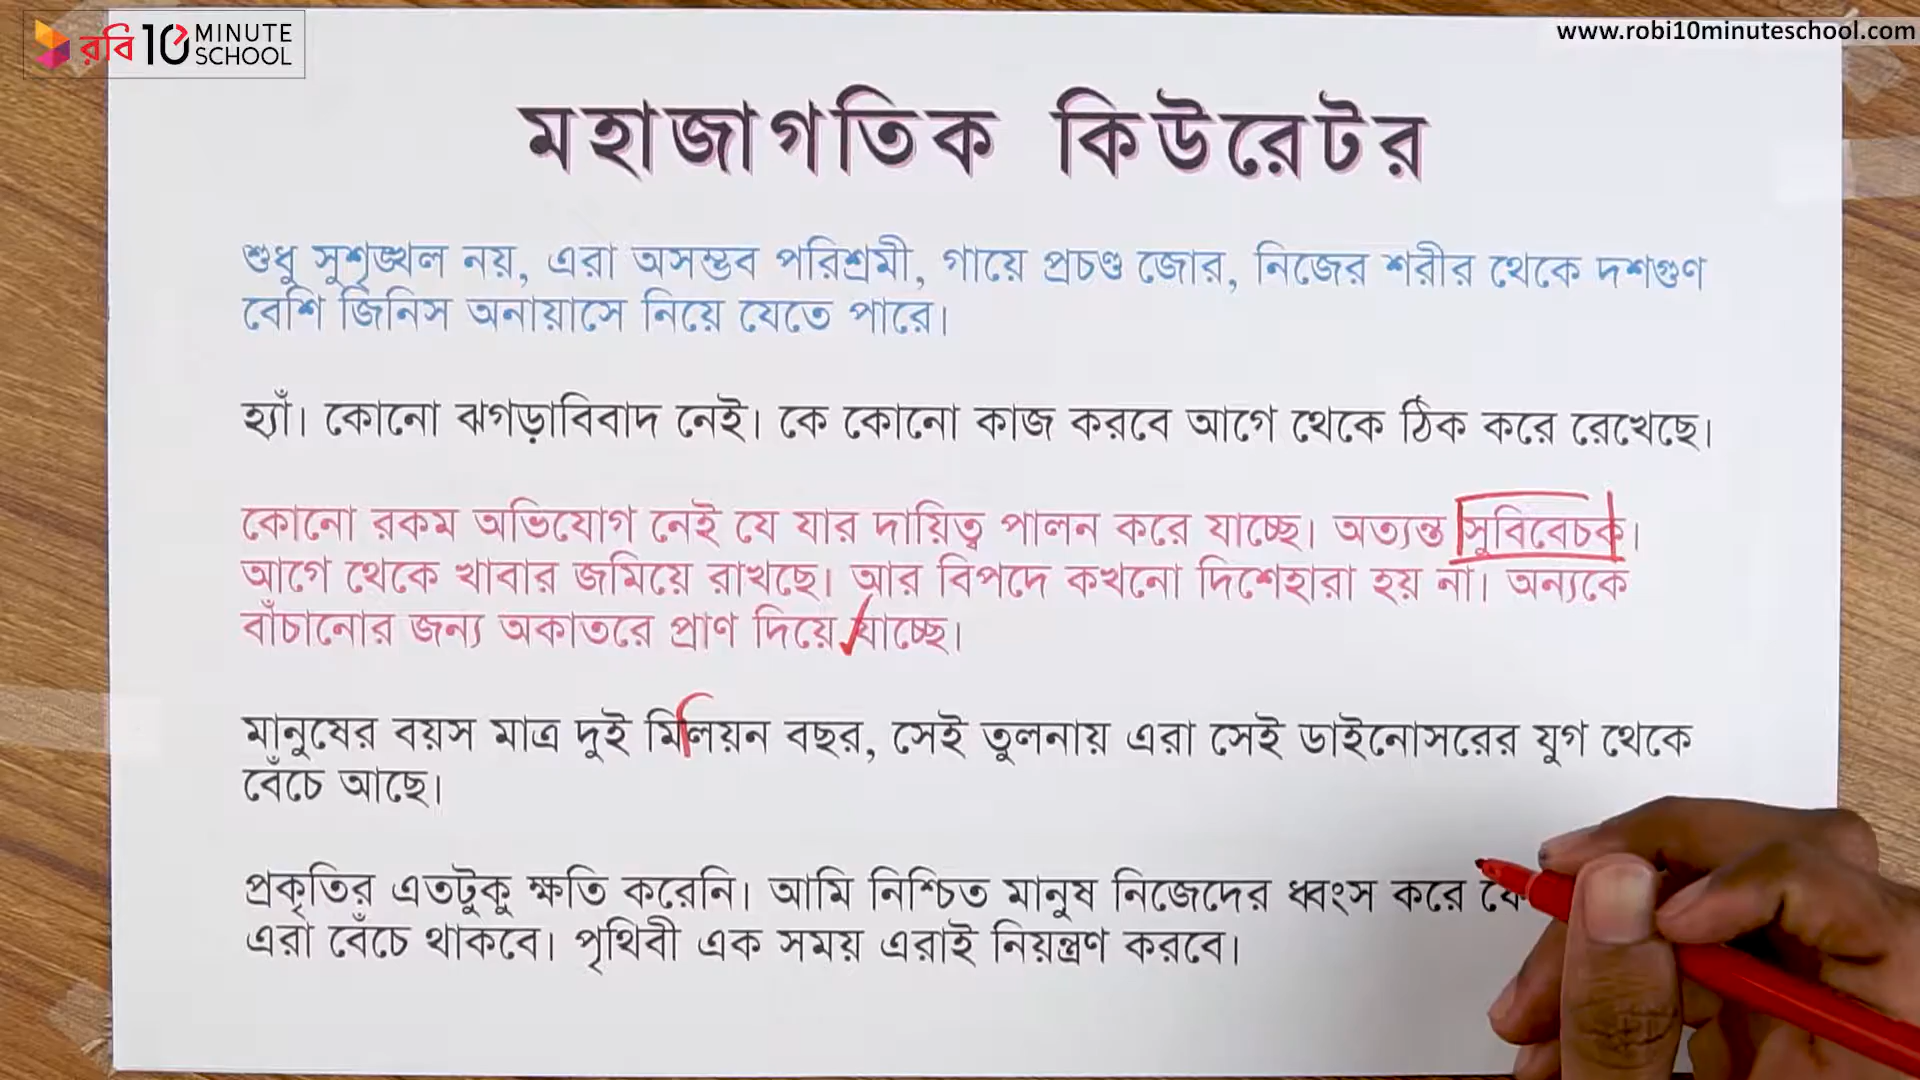 রবি 10 MINUTE SCHOOL
www.robi10minuteschool.com
মহাজাগতিক কিউরেটর
শুধু সুশৃঙ্খল নয়, এরা অসম্ভব পরিশ্রমী, গায়ে প্রচণ্ড জোর, নিজের শরীর থেকে দশগুণ
বেশি জিনিস অনায়াসে নিয়ে যেতে পারে।
হ্যাঁ। কোনো ঝগড়াবিবাদ নেই। কে কোনো কাজ করবে আগে থেকে ঠিক করে রেখেছে।
কোনো রকম অভিযোগ নেই যে যার দায়িত্ব পালন করে যাচ্ছে। অত্যন্ত সুবিবেচক।
আগে থেকে খাবার জমিয়ে রাখছে। আর বিপদে কখনো দিশেহারা হয় না। অন্যকে
বাঁচানোর জন্য অকাতরে প্রাণ দিয়ে যাচ্ছে।
মানুষের বয়স মাত্র দুই মিলিয়ন বছর, সেই তুলনায় এরা সেই ডাইনোসরের যুগ থেকে
বেঁচে আছে।
প্রকৃতির এতটুকু ক্ষতি করেনি। আমি নিশ্চিত মানুষ নিজেদের ধ্বংস করে
এরা বেঁচে থাকবে। পৃথিবী এক সময় এরাই নিয়ন্ত্রণ করবে।